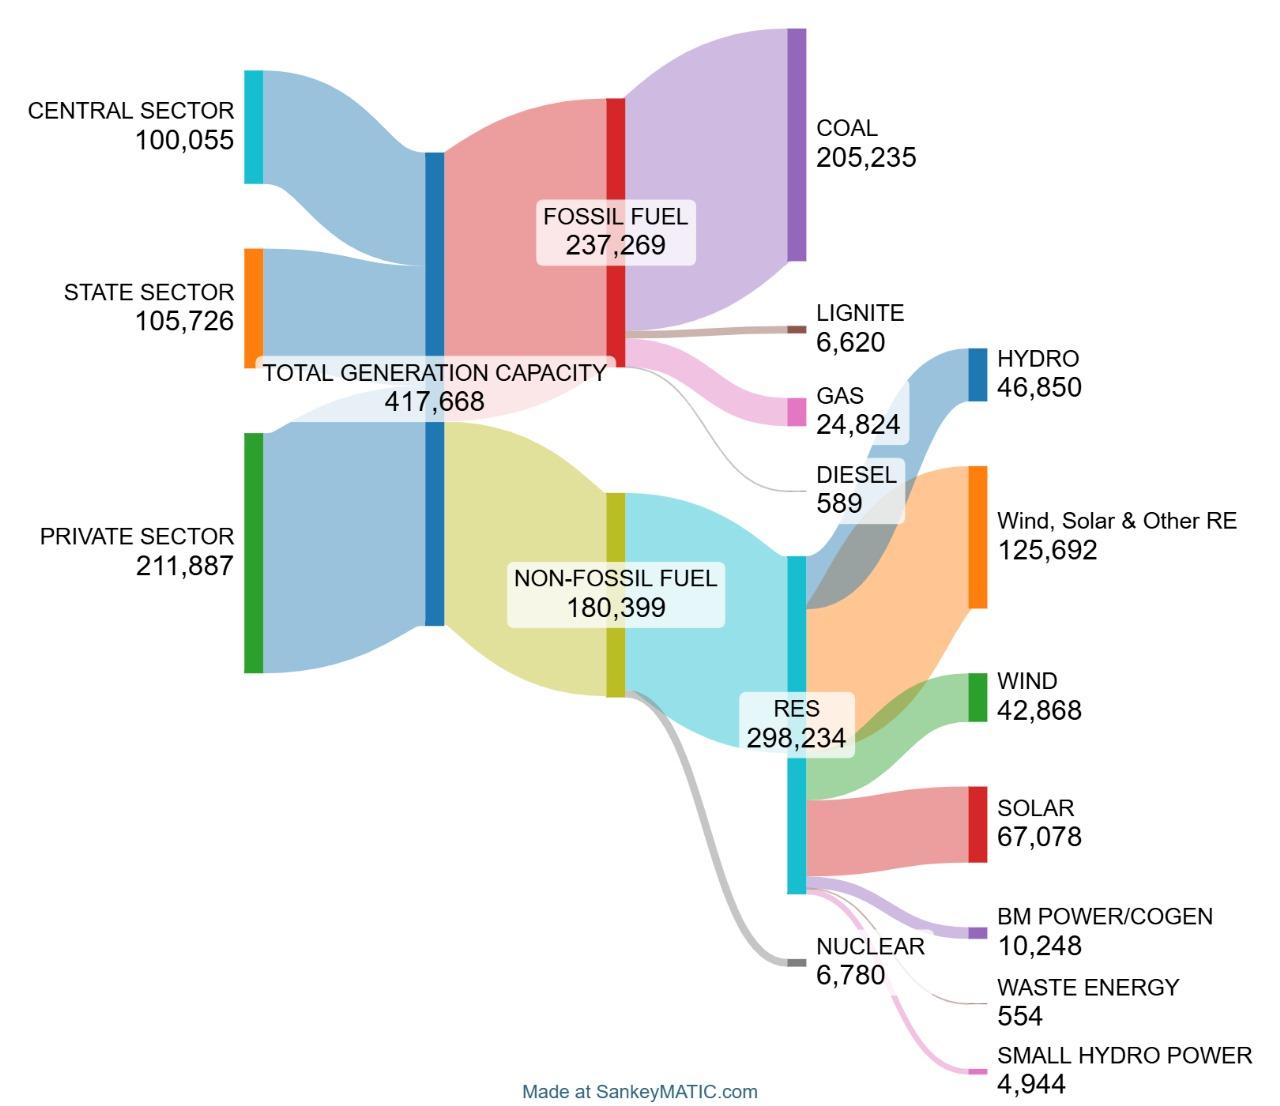 CENTRAL SECTOR
100,055
STATE SECTOR
105,726
PRIVATE SECTOR
211,887
TOTAL GENERATION CAPACITY
417,668
FOSSIL FUEL
237,269
NON-FOSSIL FUEL
180,399
COAL
205,235
LIGNITE
6,620
GAS
24,824
DIESEL
589
RES
298,234
NUCLEAR
6,780
HYDRO
46,850
Wind, Solar & Other RE
125,692
WIND
42,868
SOLAR
67,078
BM POWER/COGEN
10,248
WASTE ENERGY
554
SMALL HYDRO POWER
4,944
Made at SankeyMATIC.com